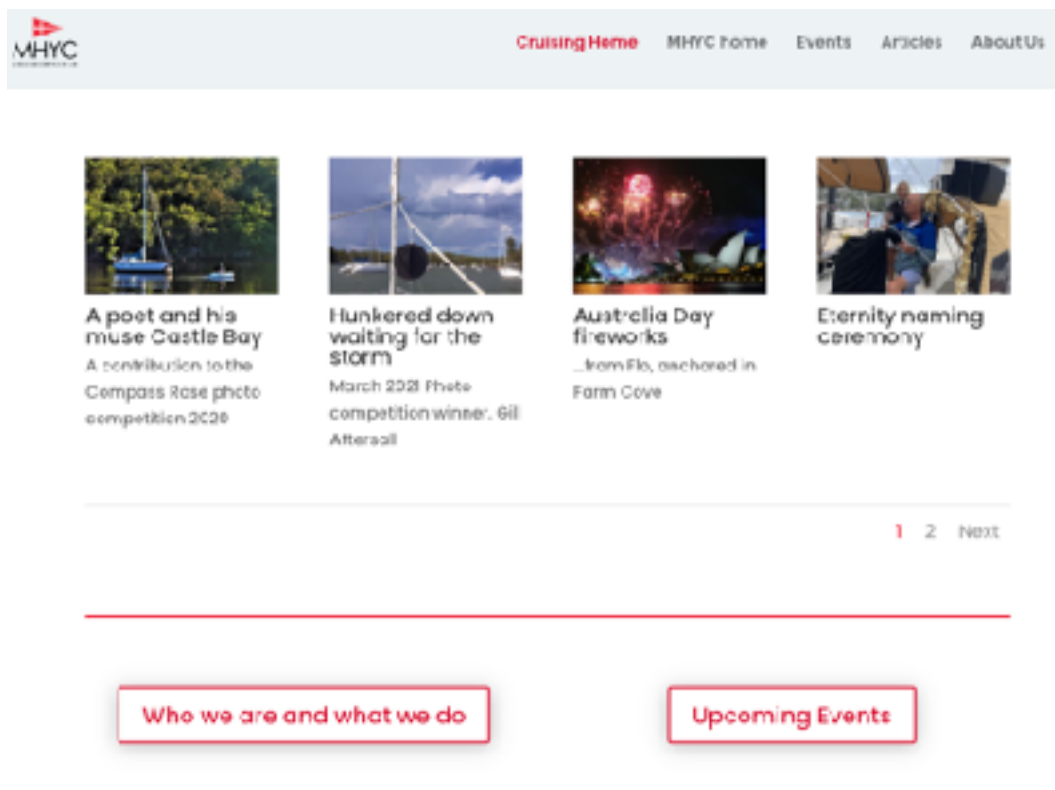 MHYC
Cruising Home
MHYC home
Events
Articles
About Us
A poet and his
muse Castle Bay
A contribution to the
Compass Rose photo
competition 2020
Hunkered down
waiting for the
storm
March 2021 Photo
competition winner. Gill
Australia Day
fireworks
...from Flo, anchored in
Farm Cove
Eternity naming
ceremony
1 2 Next
Who we are and what we do
Upcoming Events